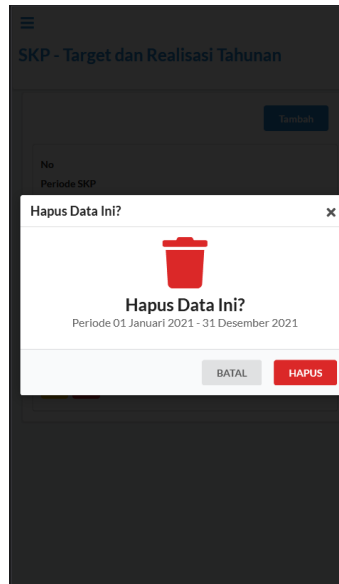 SKP - Target dan Realisasi Tahunan
Tambah
No
Periode SKP
Hapus Data Ini?
Hapus Data Ini?
Periode 01 Januari 2021 - 31 Desember 2021
BATAL
HAPUS